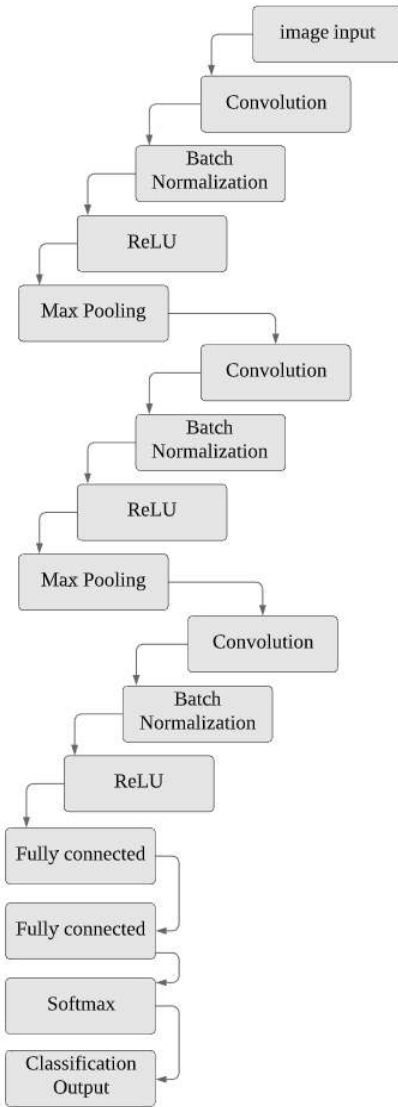 image input
Convolution
Batch
Normalization
ReLU
Max Pooling
Convolution
Batch
Normalization
ReLU
Max Pooling
Convolution
Batch
Normalization
ReLU
Fully connected
Fully connected
Softmax
Classification
Output